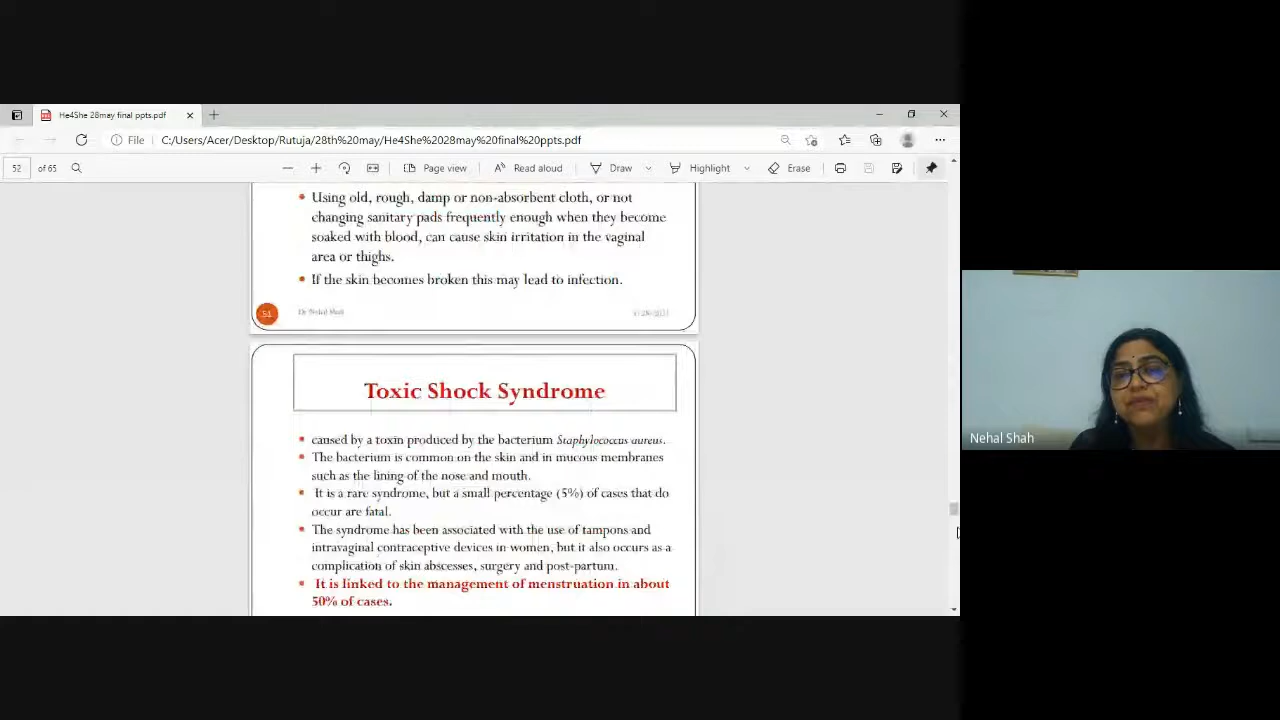 He4She 28may final ppts.pdf
File
C:/Users/Acer/Desktop/Rutuja/28th%20may/He4She%2028may%20final%20ppts.pdf
52 of 65
Page view
Read aloud
Draw
Highlight
Erase
Using old, rough, damp or non-absorbent cloth, or not
changing sanitary pads frequently enough when they become
soaked with blood, can cause skin irritation in the vaginal
area or thighs.
If the skin becomes broken this may lead to infection.
51
Dr Nehal Shah
Toxic Shock Syndrome
caused by a toxin produced by the bacterium Staphylococcus aureus.
The bacterium is common on the skin and in mucous membranes
such as the lining of the nose and mouth.
It is a rare syndrome, but a small percentage (5%) of cases that do
occur are fatal.
The syndrome has been associated with the use of tampons and
intravaginal contraceptive devices in women, but it also occurs as a
complication of skin abscesses, surgery and post-partum.
It is linked to the management of menstruation in about
50% of cases.
Nehal Shah